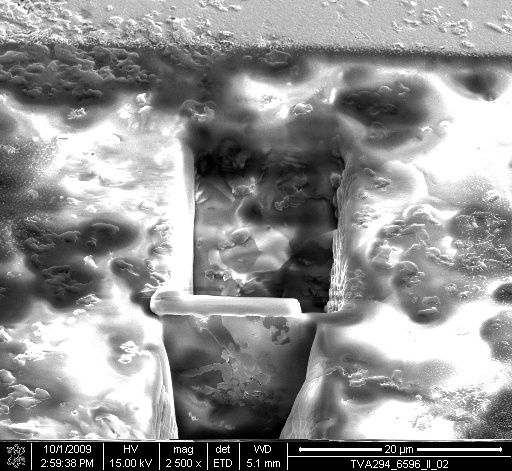 10/1/2009 HV mag det WD 20 µm
2:59:38 PM 15.00 kV 2 500 x ETD 5.1 mm TVA294_6596_II_02